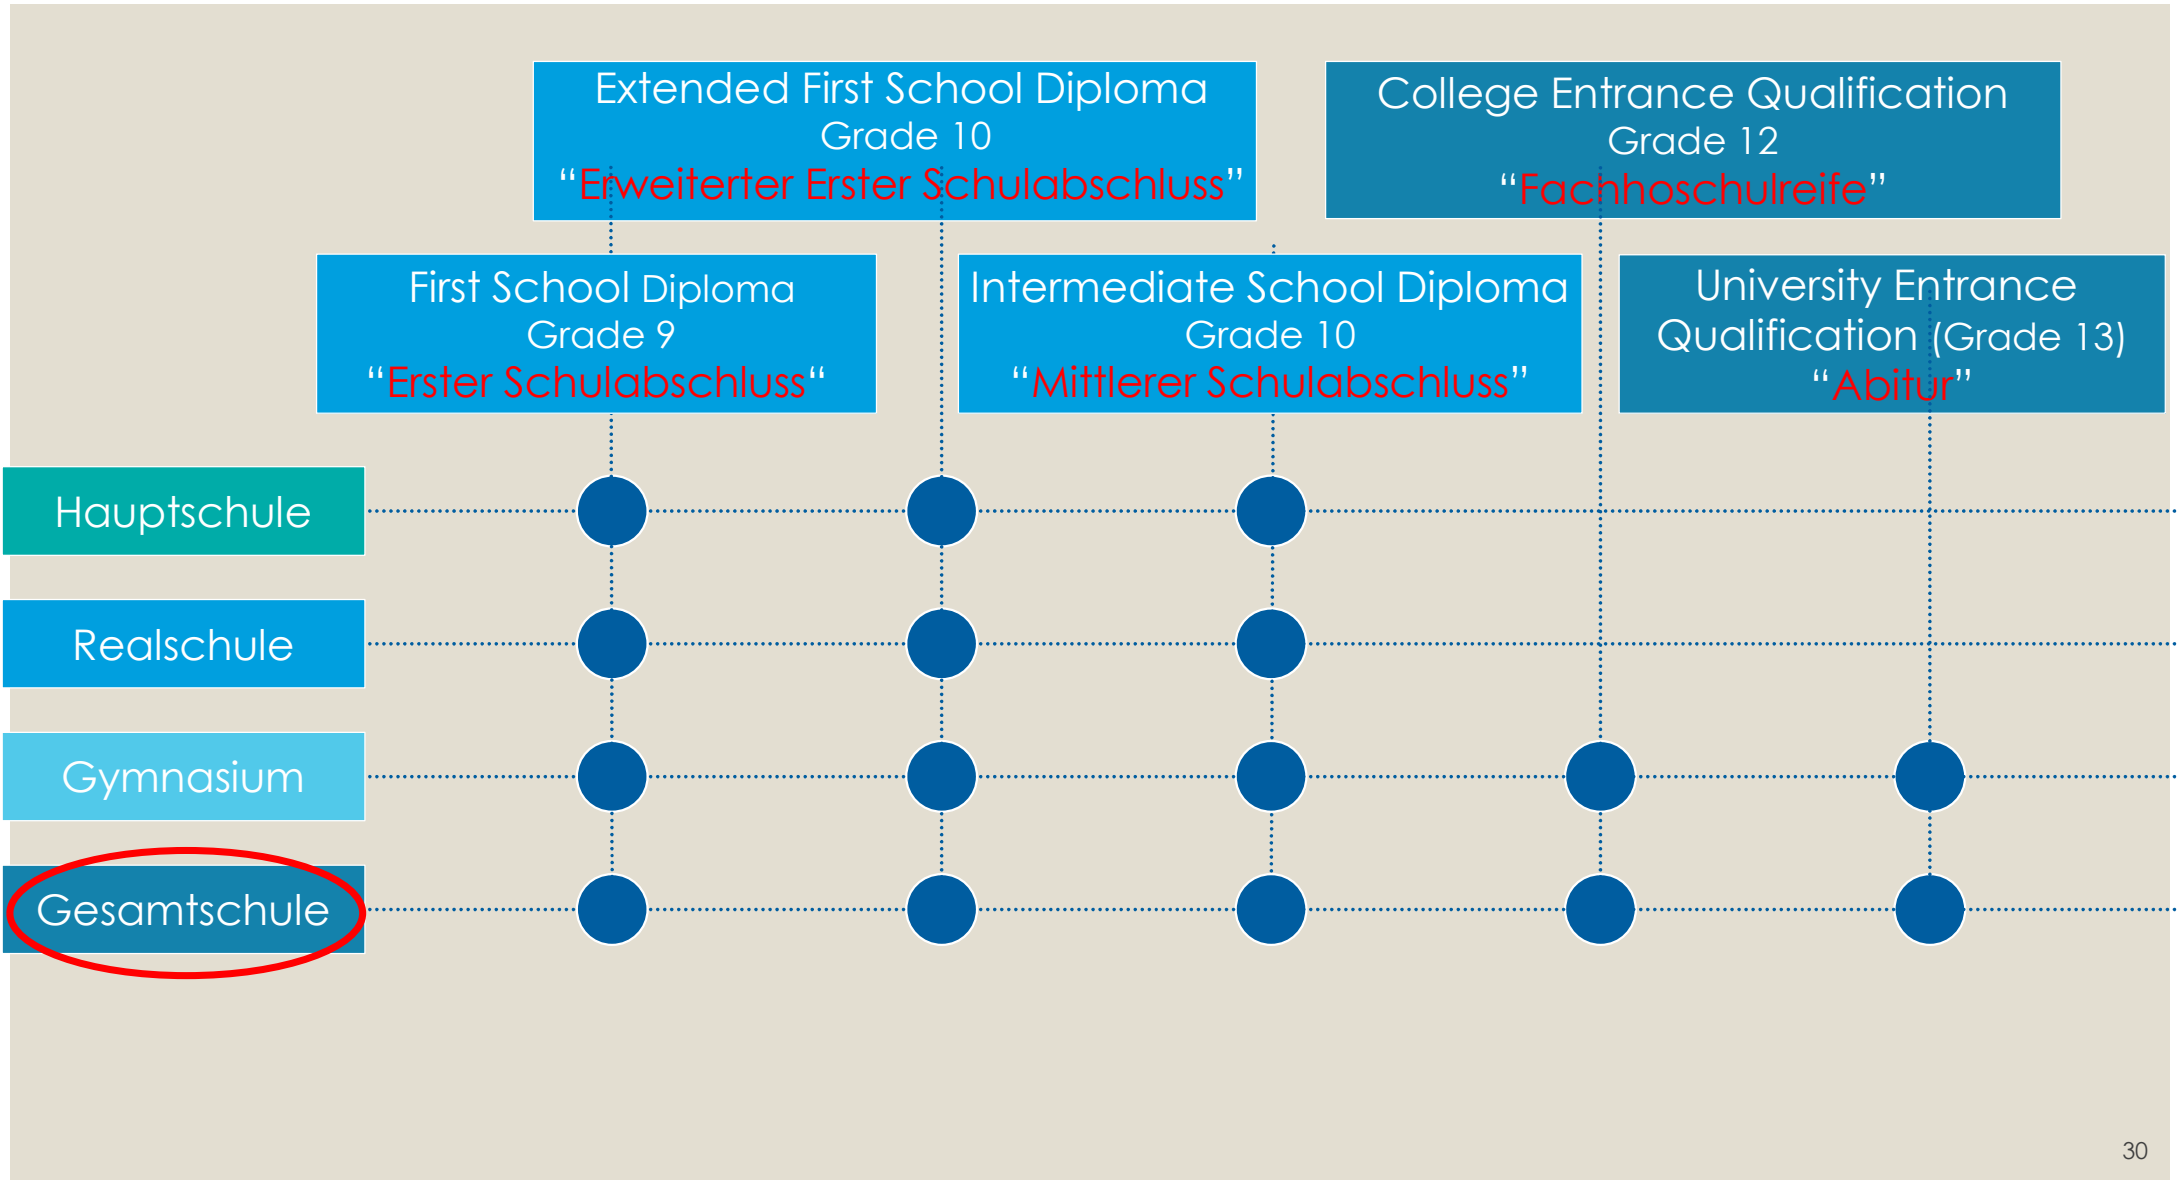 Extended First School Diploma
Grade 10
“Erweiterter Erster Schulabschluss”
College Entrance Qualification
Grade 12
“Fachhoschulreife”
First School Diploma
Grade 9
“Erster Schulabschluss“
Intermediate School Diploma
Grade 10
“Mittlerer Schulabschluss”
University Entrance
Qualification (Grade 13)
“Abitur”
Hauptschule
Realschule
Gymnasium
Gesamtschule
30